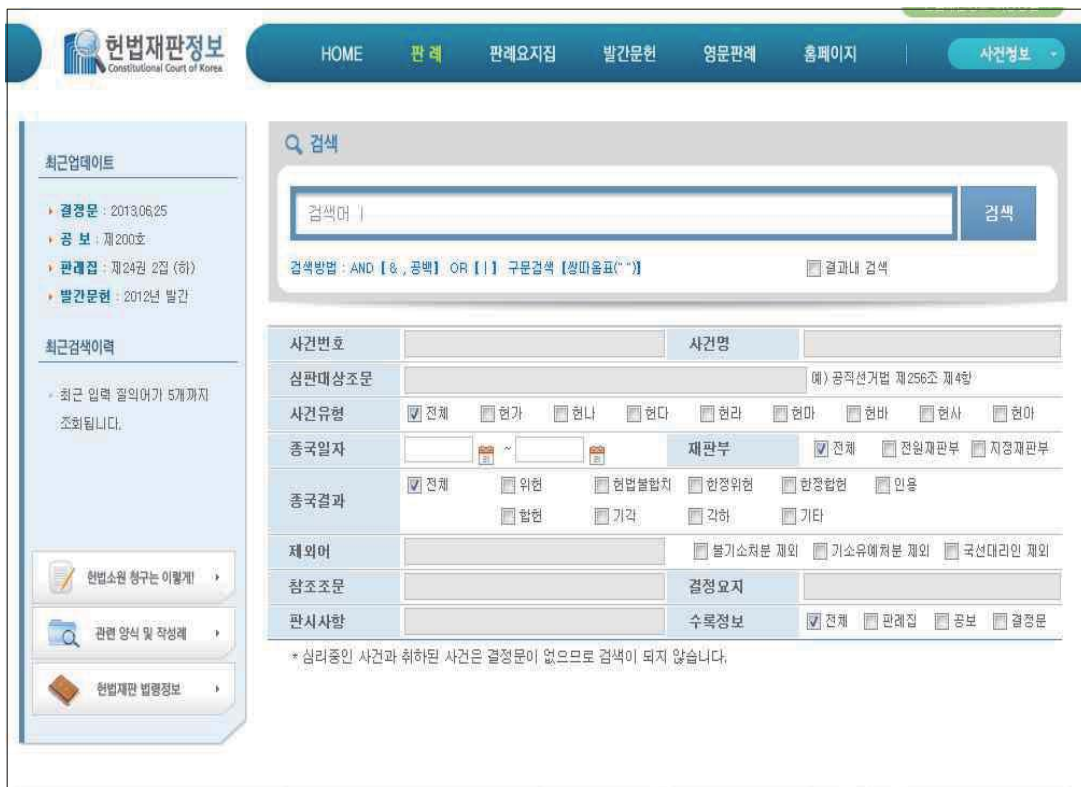 헌법재판정보
Constitutional Court of Korea
HOME 판례 판례요지집 발간문헌 영문판례 홈페이지 사건정보
최근업데이트
결정문 : 2013.06.25
공 보 : 제200호
판례집 : 제24권 2집 (하)
발간문헌 : 2012년 발간
최근검색이력
최근 입력 질의어가 5개까지
조회됩니다.
헌법소원 청구는 이렇게!
관련 양식 및 작성례
헌법재판 법령정보
검색
검색어
검색
검색방법 : AND [ & , 공백] OR [ | ] 구문검색 [쌍따옴표("")] 결과내 검색
사건번호 사건명
심판대상조문 예) 공직선거법 제256조 제4항
사건유형 전체 헌가 헌나 헌다 헌라 헌마 헌바 헌사 헌아
종국일자 ~ 재판부 전체 전원재판부 지정재판부
종국결과 전체 위헌 헌법불합치 한정위헌 한정합헌 인용
합헌 기각 각하 기타
제외어 불기소처분 제외 기소유예처분 제외 국선대리인 제외
참조조문 결정요지
판시사항 수록정보 전체 판례집 공보 결정문
* 심리중인 사건과 취하된 사건은 결정문이 없으므로 검색이 되지 않습니다.